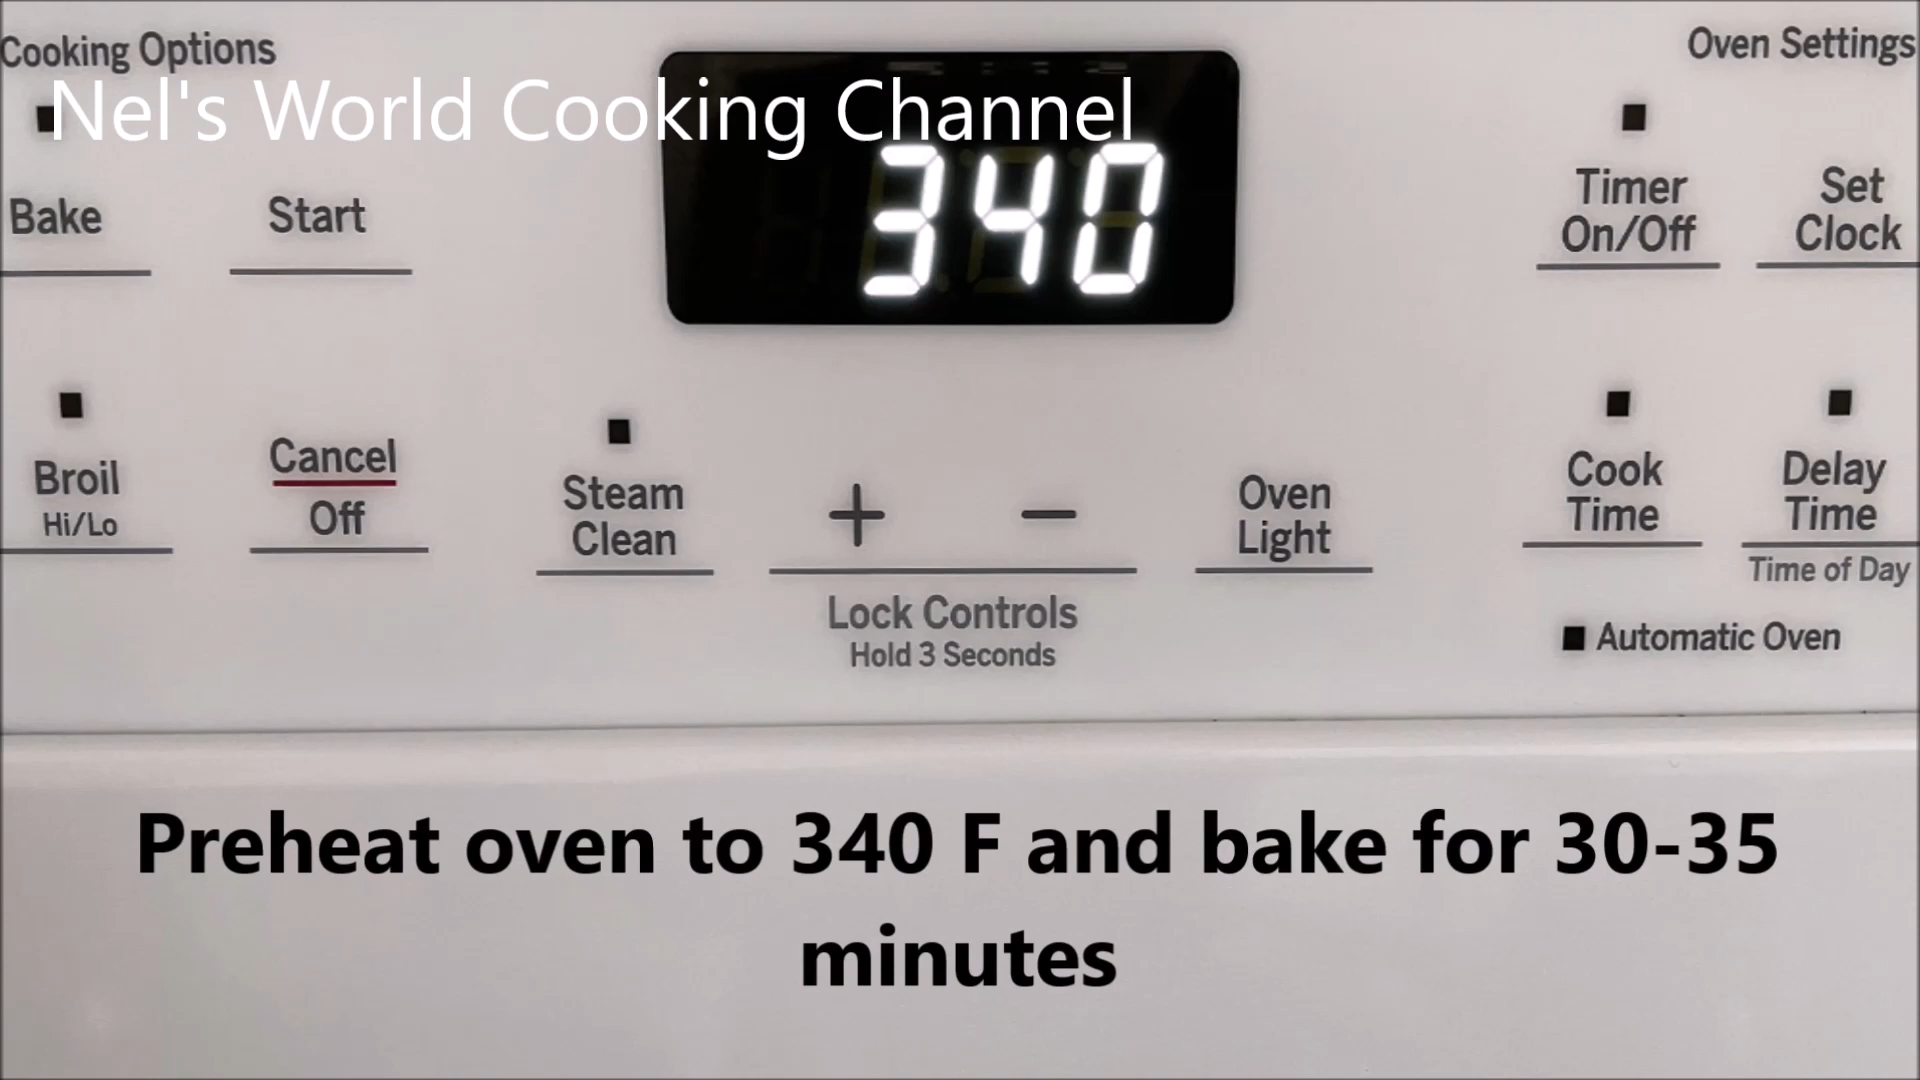 Cooking Options
Oven Settings
Nel's World Cooking Channel
340
Bake
Start
Timer
On/Off
Set
Clock
Broil
Hi/Lo
Cancel
Off
Steam
Clean
+ −
Oven
Light
Cook
Time
Delay
Time
Time of Day
Lock Controls
Hold 3 Seconds
Automatic Oven
Preheat oven to 340 F and bake for 30-35
minutes